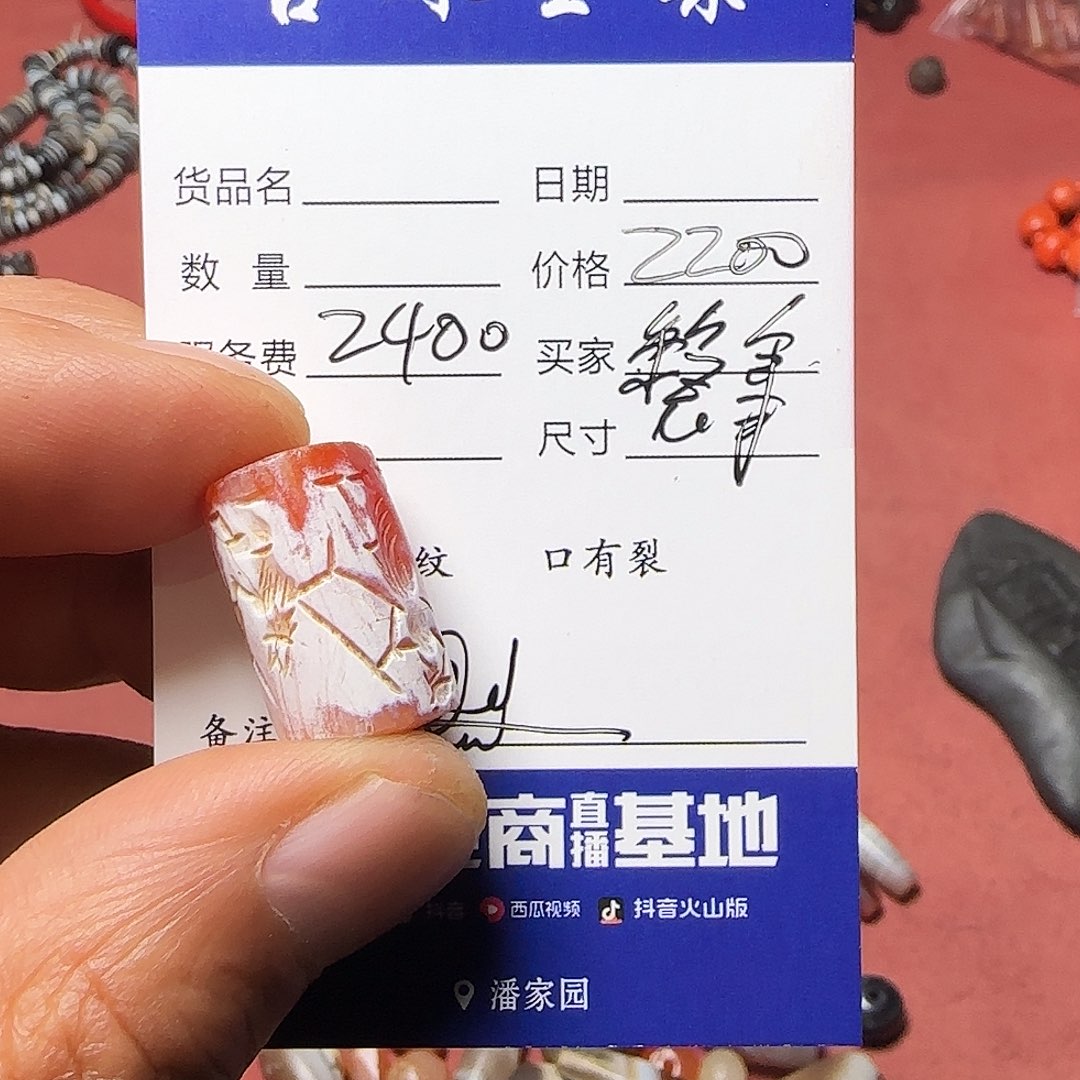 货品名 日期
数量 价格 2200
服务费 2400 买家
尺寸
纹 口有裂
备注
商直播基地
抖音 西瓜视频 抖音火山版
潘家园